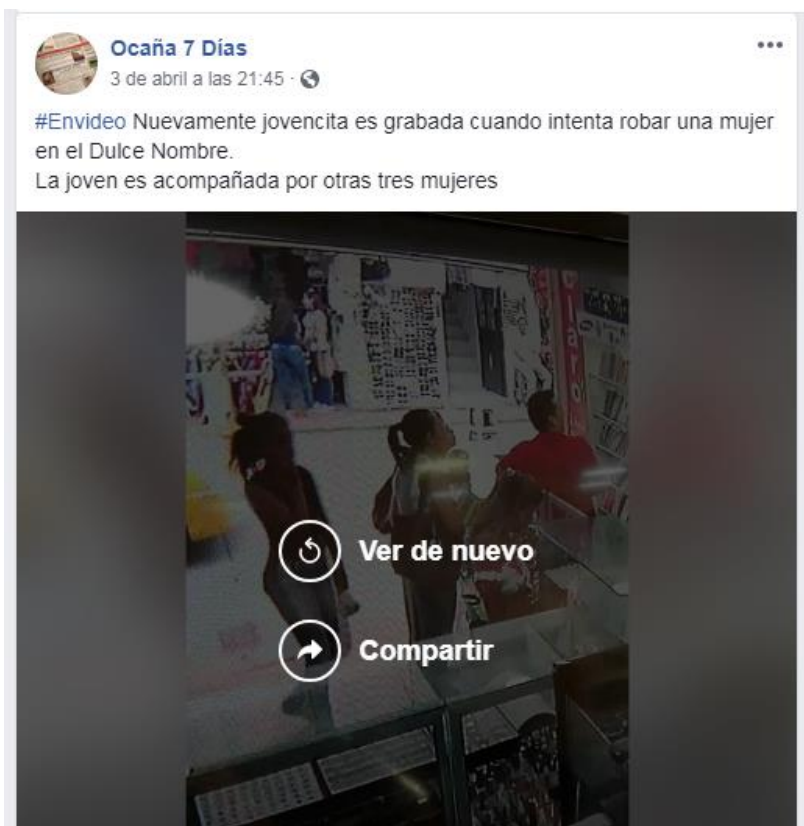 Ocaña 7 Días
3 de abril a las 21:45 ·
#Envideo Nuevamente jovencita es grabada cuando intenta robar una mujer
en el Dulce Nombre.
La joven es acompañada por otras tres mujeres
Ver de nuevo
Compartir